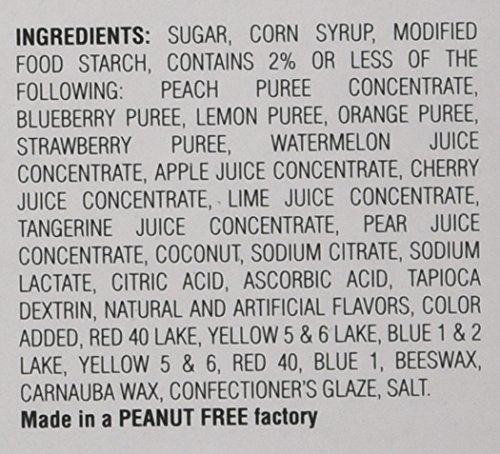 INGREDIENTS: SUGAR, CORN SYRUP, MODIFIED
FOOD STARCH, CONTAINS 2% OR LESS OF THE
FOLLOWING: PEACH PUREE CONCENTRATE,
BLUEBERRY PUREE, LEMON PUREE, ORANGE PUREE,
STRAWBERRY PUREE, WATERMELON JUICE
CONCENTRATE, APPLE JUICE CONCENTRATE, CHERRY
JUICE CONCENTRATE, LIME JUICE CONCENTRATE,
TANGERINE JUICE CONCENTRATE, PEAR JUICE
CONCENTRATE, COCONUT, SODIUM CITRATE, SODIUM
LACTATE, CITRIC ACID, ASCORBIC ACID, TAPIOCA
DEXTRIN, NATURAL AND ARTIFICIAL FLAVORS, COLOR
ADDED, RED 40 LAKE, YELLOW 5 & 6 LAKE, BLUE 1 & 2
LAKE, YELLOW 5 & 6, RED 40, BLUE 1, BEESWAX,
CARNAUBA WAX, CONFECTIONER'S GLAZE, SALT.
Made in a PEANUT FREE factory